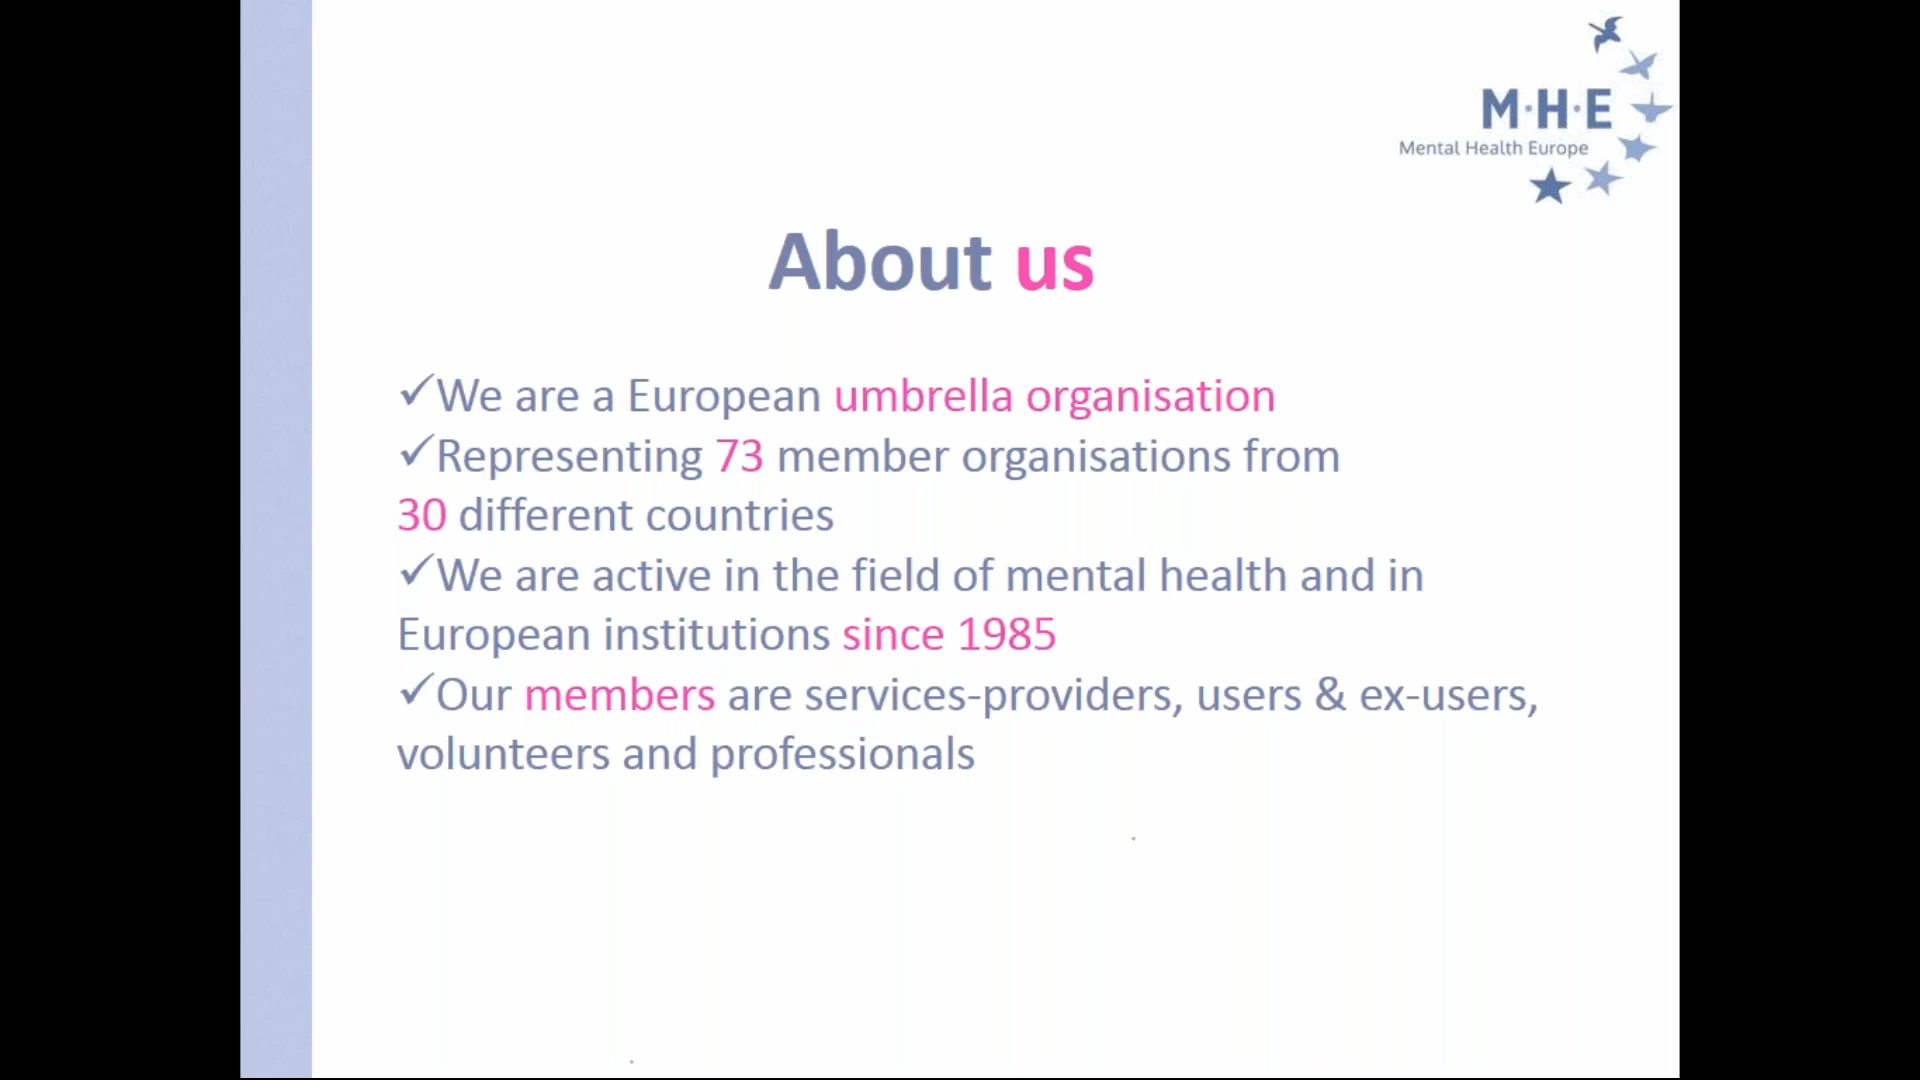 M·H·E
Mental Health Europe
About us
✓We are a European umbrella organisation
✓Representing 73 member organisations from
30 different countries
✓We are active in the field of mental health and in
European institutions since 1985
✓Our members are services-providers, users & ex-users,
volunteers and professionals